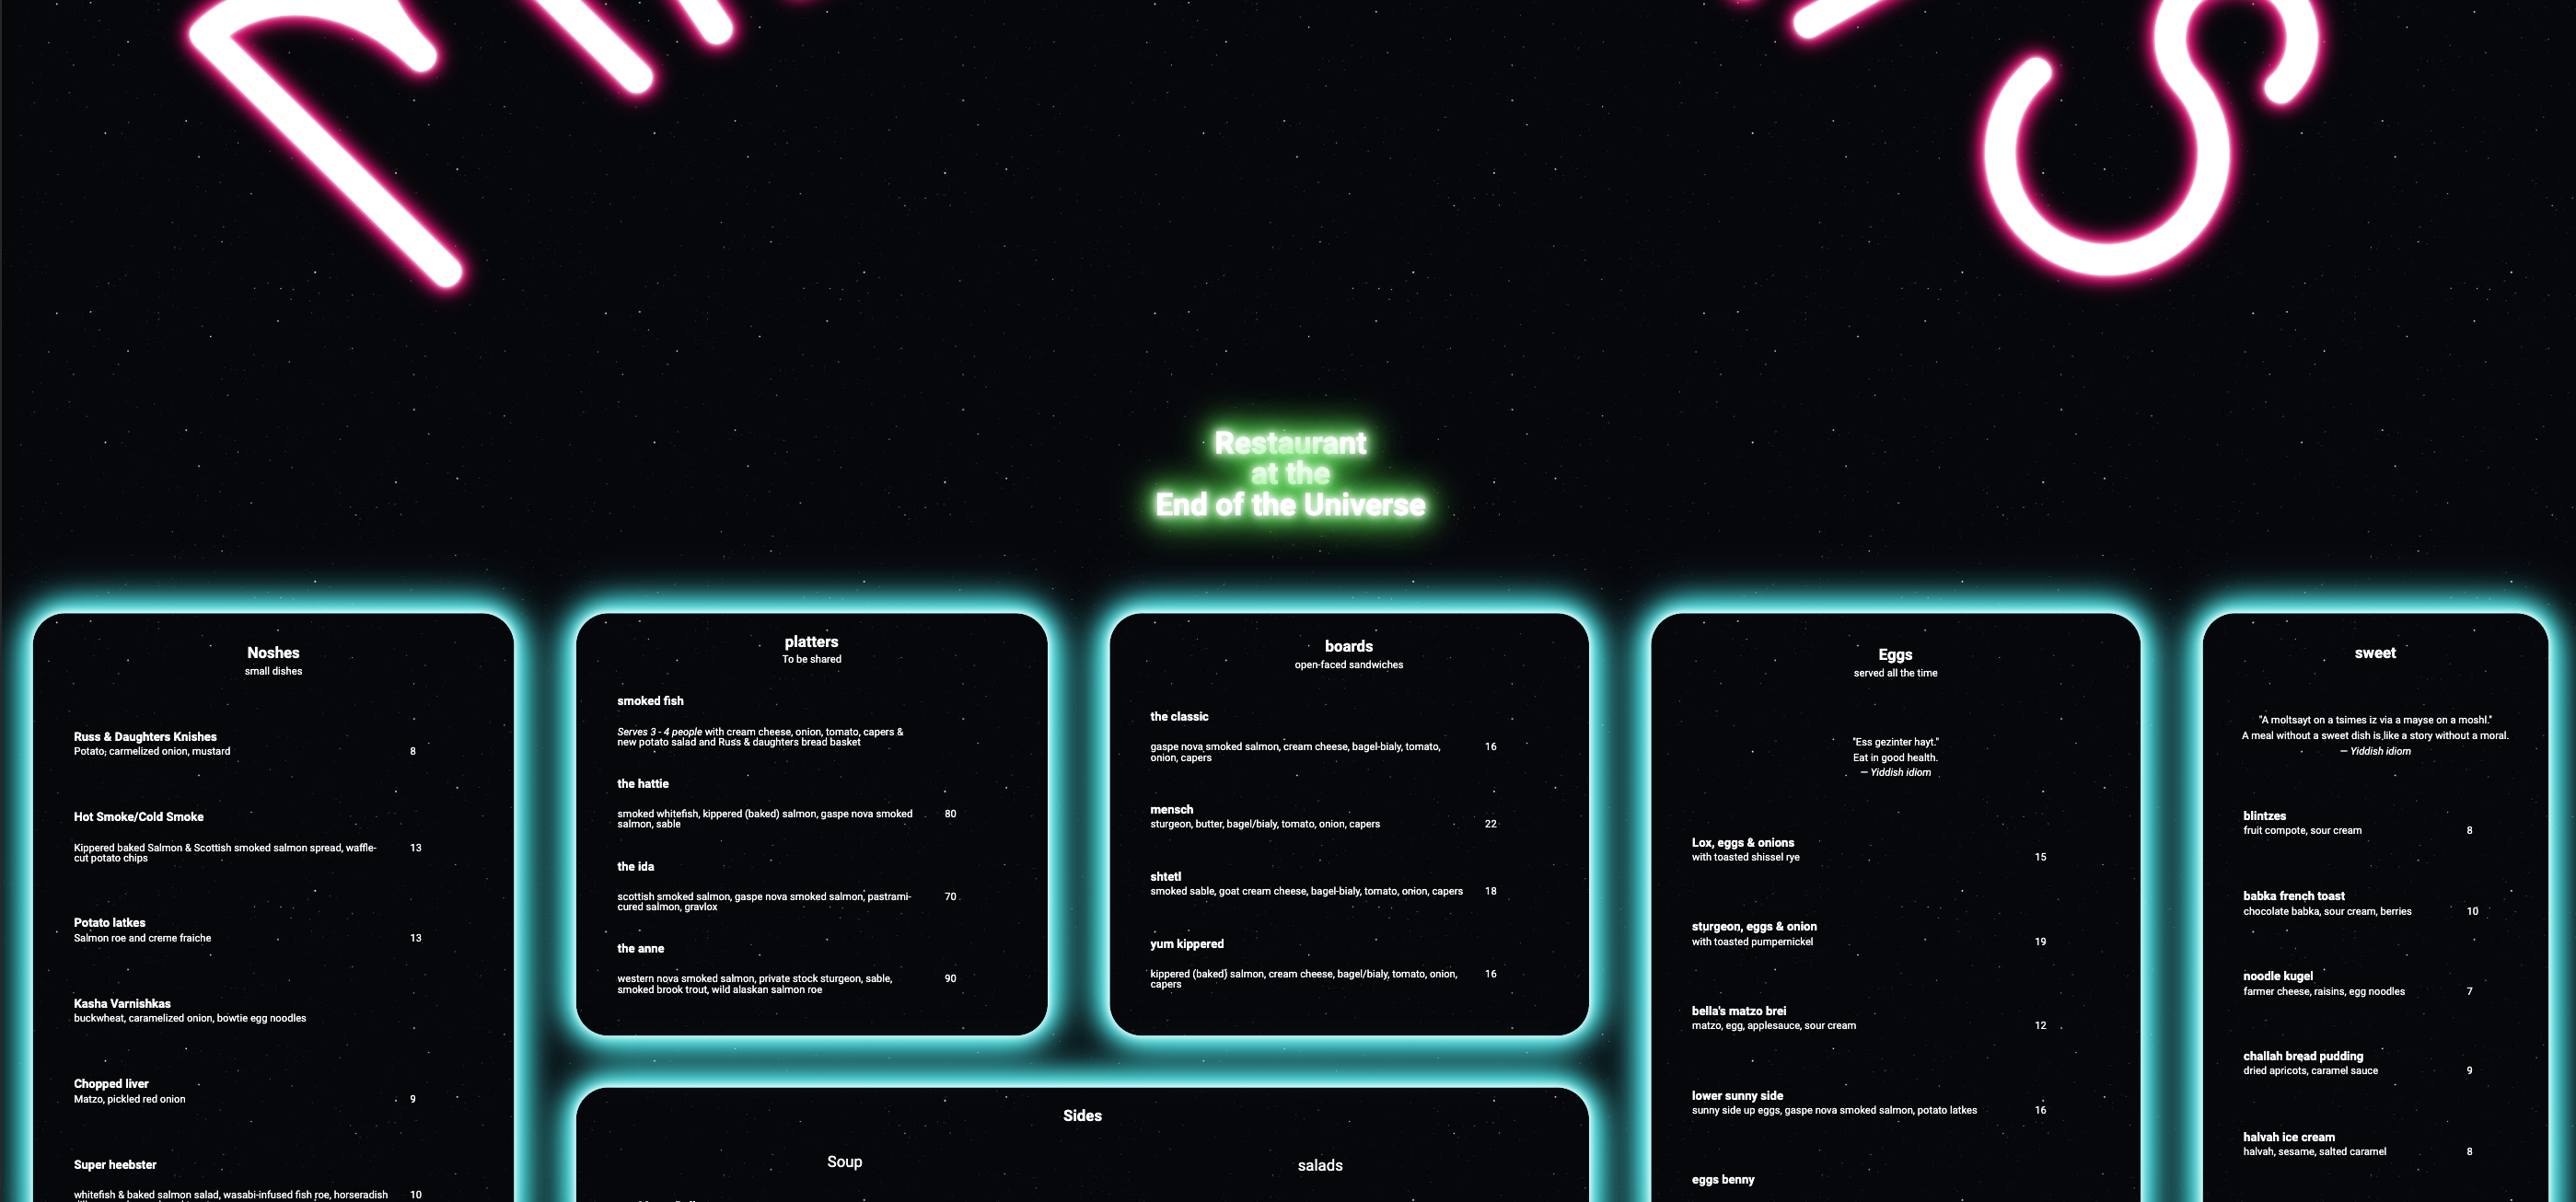 Restaurant
at the
End of the Universe
Noshes
small dishes
Russ & Daughters Knishes
Potato, carmelized onion, mustard 8
Hot Smoke/Cold Smoke
Kippered baked Salmon & Scottish smoked salmon spread, waffle-
cut potato chips
13
Potato latkes
Salmon roe and creme fraiche 13
Kasha Varnishkas
buckwheat, caramelized onion, bowtie egg noodles
Chopped liver
Matzo, pickled red onion 9
Super heebster
whitefish & baked salmon salad, wasabi-infused fish roe, horseradish 10
platters
To be shared
smoked fish
Serves 3 - 4 people with cream cheese, onion, tomato, capers &
new potato salad and Russ & daughters bread basket
the hattie
smoked whitefish, kippered (baked) salmon, gaspe nova smoked
salmon, sable
80
the ida
scottish smoked salmon, gaspe nova smoked salmon, pastrami-
cured salmon, gravlox
70
the anne
western nova smoked salmon, private stock sturgeon, sable,
smoked brook trout, wild alaskan salmon roe
90
boards
open-faced sandwiches
the classic
gaspe nova smoked salmon, cream cheese, bagel-bialy, tomato,
onion, capers
16
mensch
sturgeon, butter, bagel/bialy, tomato, onion, capers 22
shtetl
smoked sable, goat cream cheese, bagel-bialy, tomato, onion, capers 18
yum kippered
kippered (baked) salmon, cream cheese, bagel/bialy, tomato, onion,
capers
16
Sides
Soup
salads
Eggs
served all the time
"Ess gezinter hayt."
Eat in good health.
— Yiddish idiom
Lox, eggs & onions
with toasted shissel rye 15
sturgeon, eggs & onion
with toasted pumpernickel 19
bella's matzo brei
matzo, egg, applesauce, sour cream 12
lower sunny side
sunny side up eggs, gaspe nova smoked salmon, potato latkes 16
eggs benny
sweet
"A moltsayt on a tsimes iz via a mayse on a moshl."
A meal without a sweet dish is like a story without a moral.
— Yiddish idiom
blintzes
fruit compote, sour cream 8
babka french toast
chocolate babka, sour cream, berries 10
noodle kugel
farmer cheese, raisins, egg noodles 7
challah bread pudding
dried apricots, caramel sauce 9
halvah ice cream
halvah, sesame, salted caramel 8